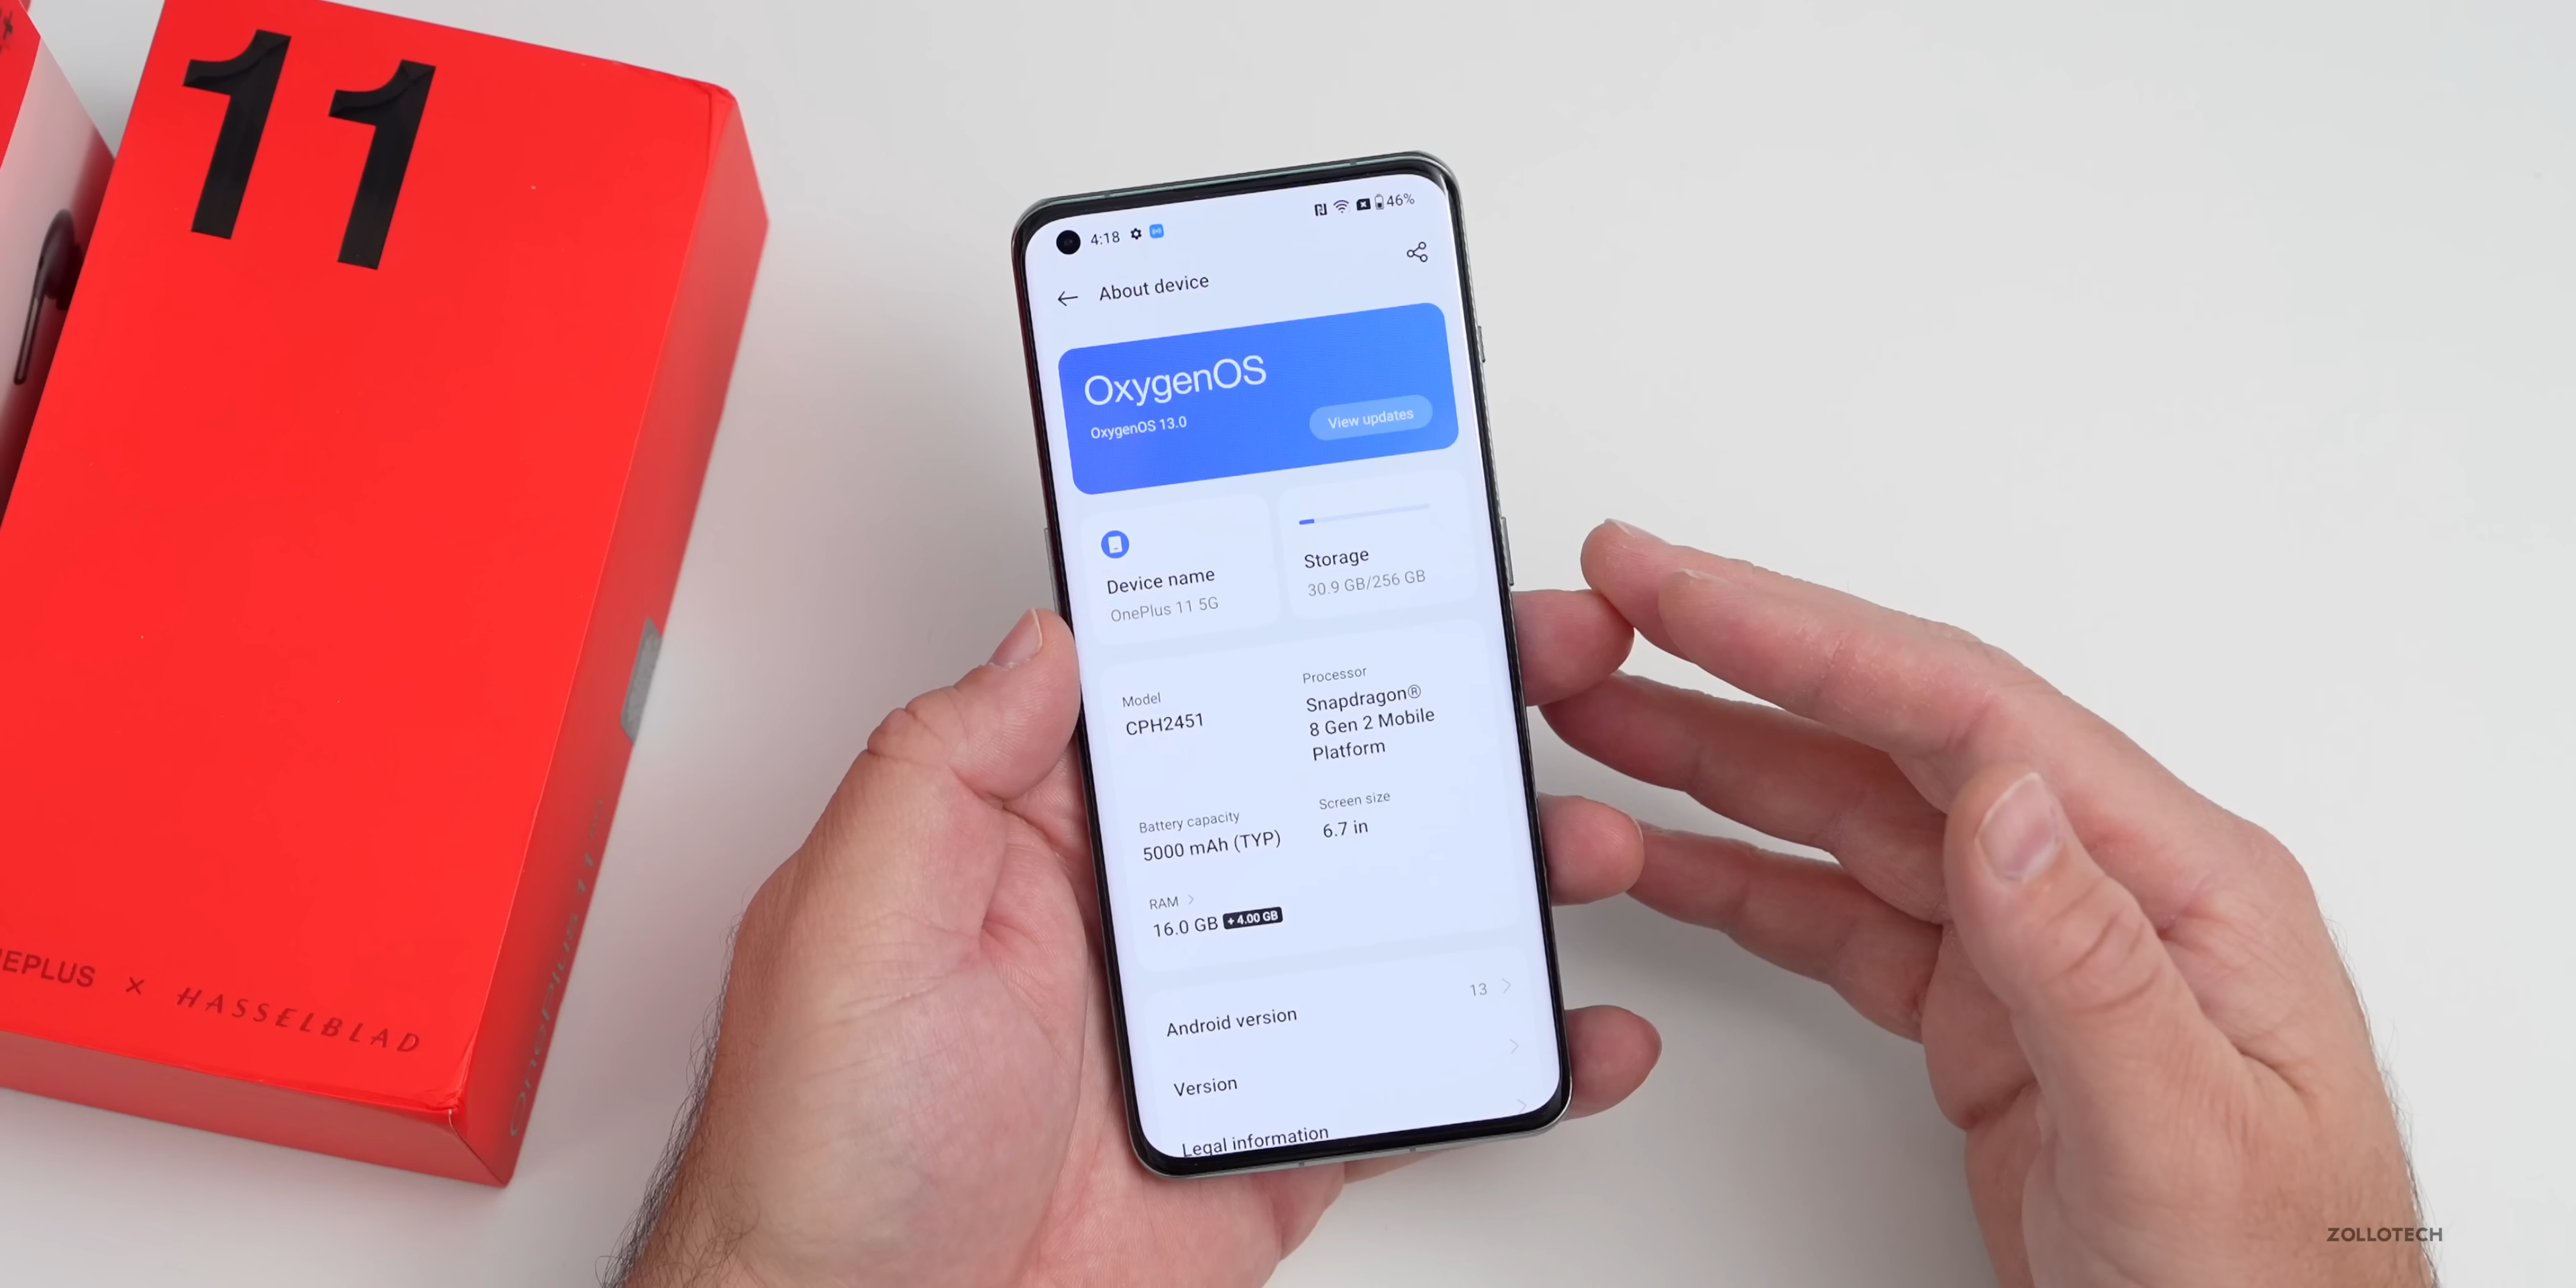 11
EPLUS × HASSELBLAD
OnePlus 11 5G
4:18
46%
About device
OxygenOS
OxygenOS 13.0
View updates
Device name
OnePlus 11 5G
Storage
30.9 GB/256 GB
Model
CPH2451
Processor
Snapdragon®
8 Gen 2 Mobile
Platform
Battery capacity
5000 mAh (TYP)
Screen size
6.7 in
RAM >
16.0 GB + 4.00 GB
Android version 13 >
Version >
Legal information >
ZOLLOTECH